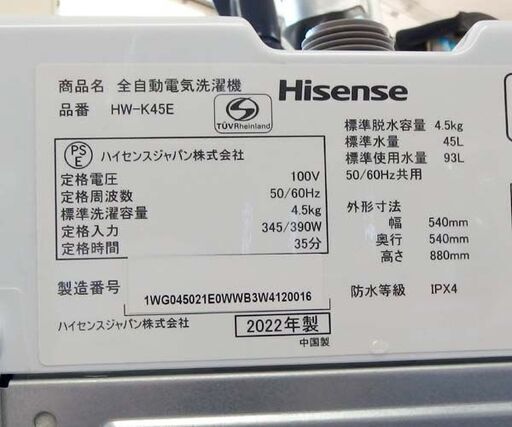 商品名 全自動電気洗濯機
品番 HW-K45E
TÜVRheinland
Hisense
PS
E
ハイセンスジャパン株式会社
定格電圧 100V
定格周波数 50/60Hz
標準洗濯容量 4.5kg
定格入力 345/390W
定格時間 35分
標準脱水容量 4.5kg
標準水量 45L
標準使用水量 93L
50/60Hz共用
外形寸法
幅 540mm
奥行 540mm
高さ 880mm
防水等級 IPX4
製造番号 1WG045021E0WWB3W4120016
ハイセンスジャパン株式会社
2022年製
中国製